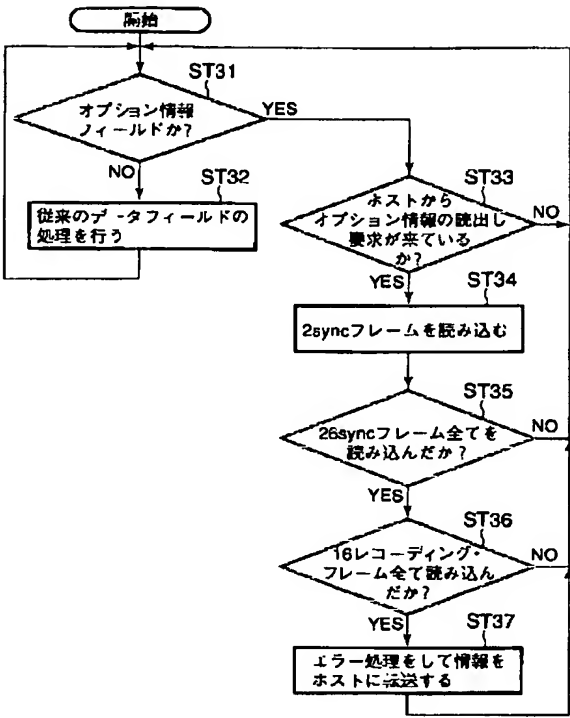 開始
ST31
オプション情報
フィールドか?
YES
NO
ST32
従来のデータフィールドの
処理を行う
ST33
ホストから
オプション情報の読出し
要求が来ている
か?
NO
YES
ST34
2syncフレームを読み込む
ST35
26syncフレーム全てを
読み込んだか?
NO
YES
ST36
16レコーディング・
フレーム全て読み込ん
だか?
NO
YES
ST37
エラー処理をして情報を
ホストに転送する